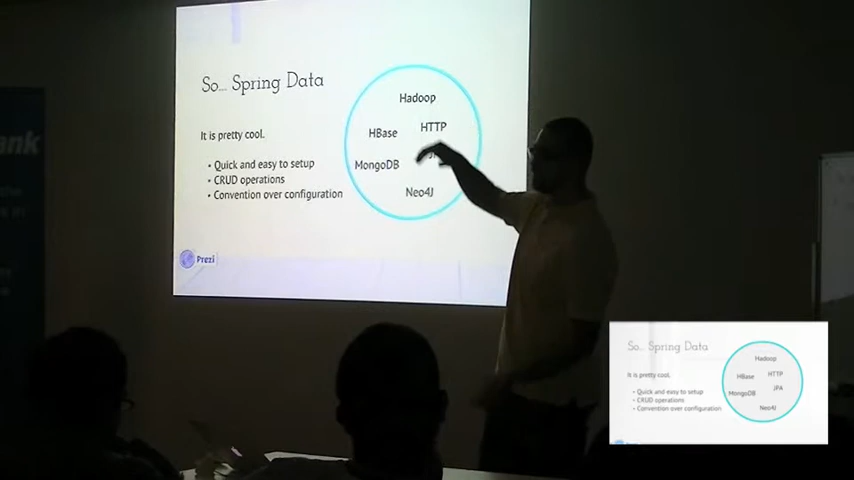 So... Spring Data
It is pretty cool.
• Quick and easy to setup
• CRUD operations
• Convention over configuration
Hadoop
HBase
HTTP
MongoDB
Neo4J
Prezi
ank
So... Spring Data
It is pretty cool.
• Quick and easy to setup
• CRUD operations
• Convention over configuration
Hadoop
HBase
HTTP
JPA
MongoDB
Neo4J